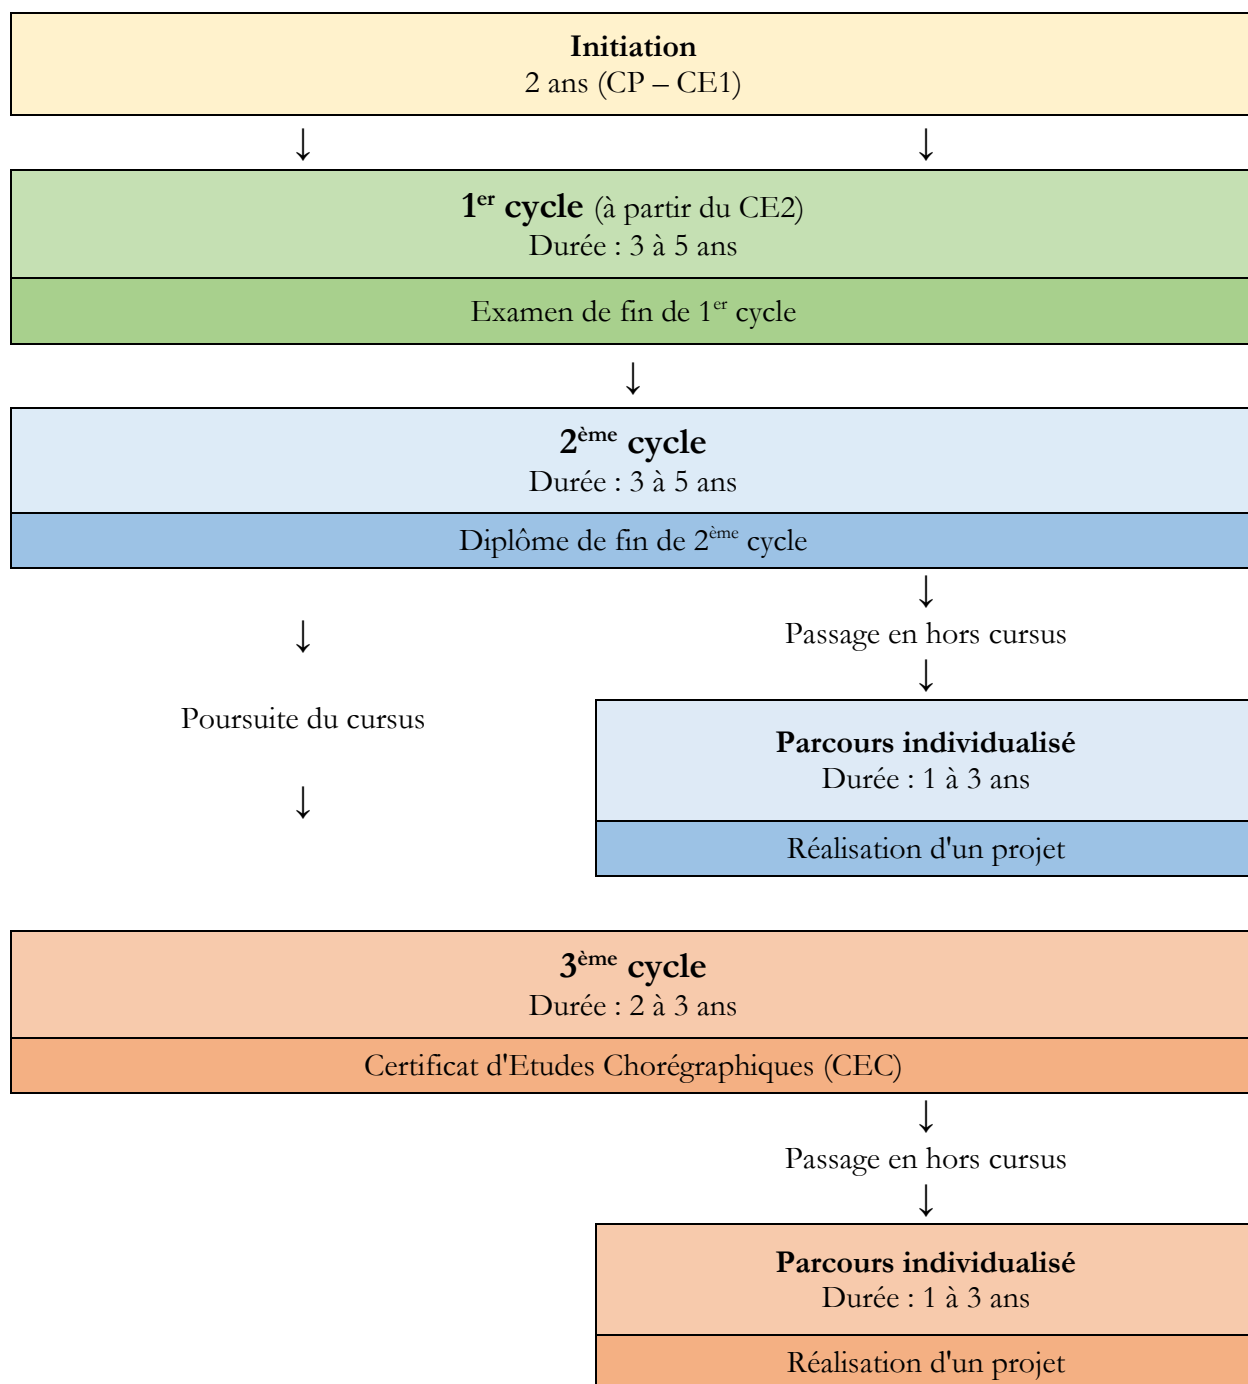 Initiation
2 ans (CP – CE1)
↓ ↓
1er cycle (à partir du CE2)
Durée : 3 à 5 ans
Examen de fin de 1er cycle
↓
2ème cycle
Durée : 3 à 5 ans
Diplôme de fin de 2ème cycle
↓
Passage en hors cursus
↓
↓
Poursuite du cursus
↓
Parcours individualisé
Durée : 1 à 3 ans
Réalisation d'un projet
3ème cycle
Durée : 2 à 3 ans
Certificat d'Etudes Chorégraphiques (CEC)
↓
Passage en hors cursus
↓
Parcours individualisé
Durée : 1 à 3 ans
Réalisation d'un projet